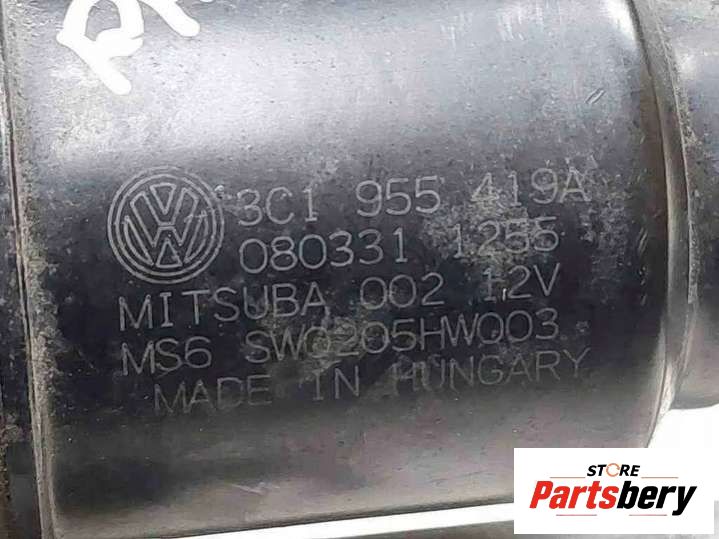 3C1 955 419A
080331 1255
MITSUBA 002 12V
MS6 SW0205HW003
MADE IN HUNGARY
STORE
Partsbery